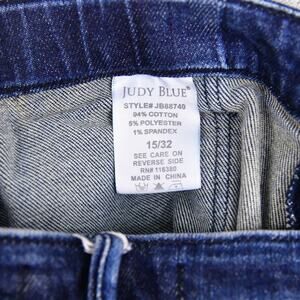 JUDY BLUE®
STYLE# JB88740
94% COTTON
5% POLYESTER
1% SPANDEX
15/32
SEE CARE ON
REVERSE SIDE
RN# 116380
MADE IN CHINA